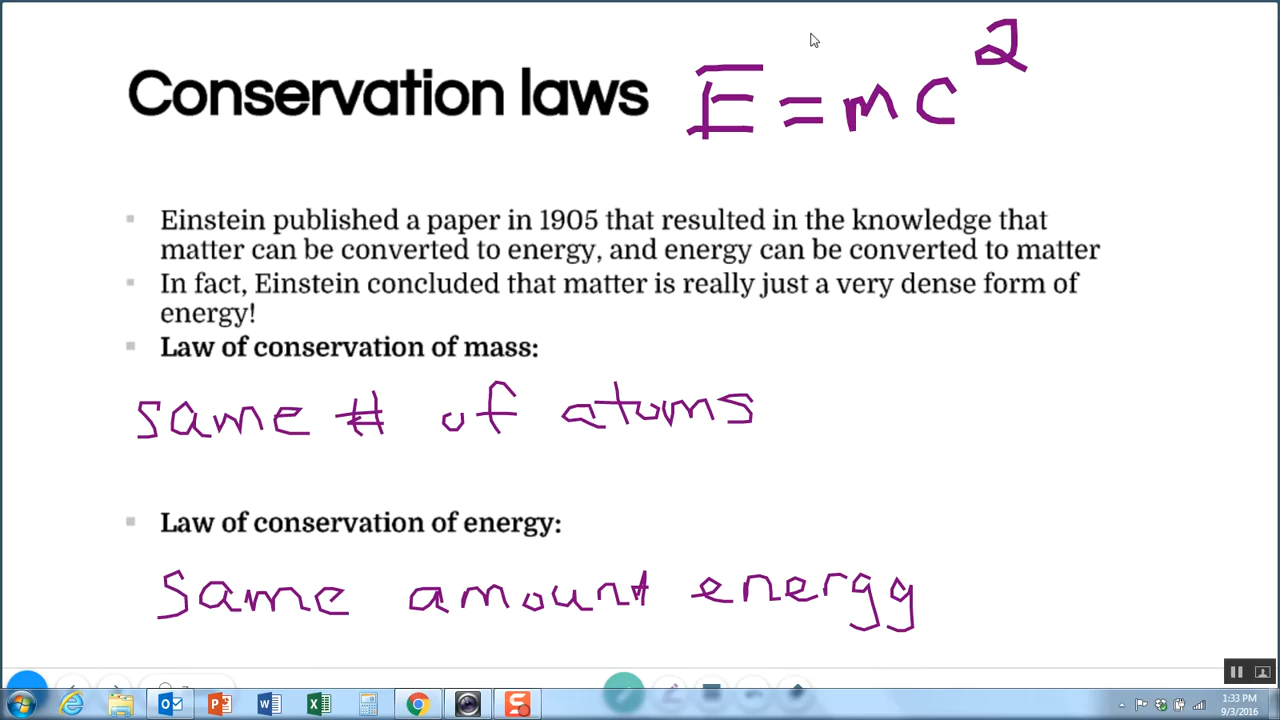 Conservation laws E = mc²
Einstein published a paper in 1905 that resulted in the knowledge that
matter can be converted to energy, and energy can be converted to matter
In fact, Einstein concluded that matter is really just a very dense form of
energy!
Law of conservation of mass:
same # of atoms
Law of conservation of energy:
same amount energy
1:33 PM
9/3/2016